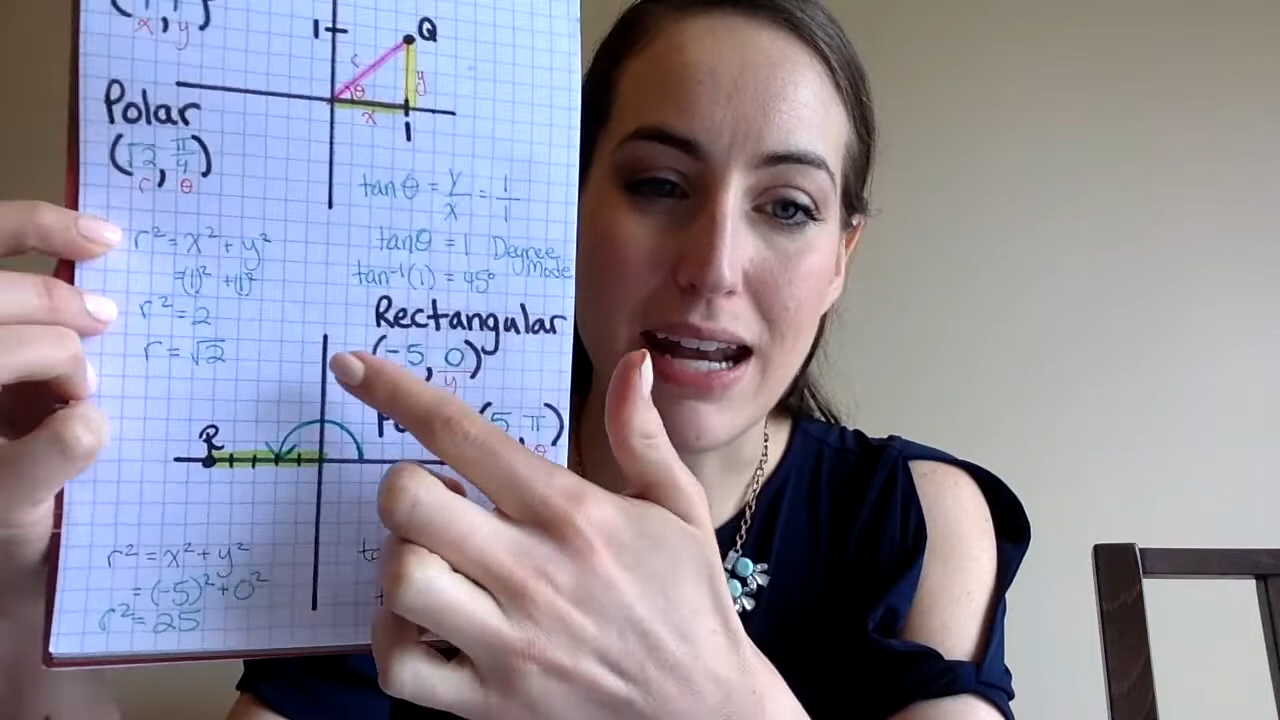 x, y
1
Q
r
θ
y
x
1
Polar
(√2, π/4)
r θ
tan θ = y/x = 1/1
r² = x² + y²
= (1)² + (1)²
r² = 2
r = √2
tan θ = 1 Degree Mode
tan⁻¹(1) = 45°
Rectangular
(-5, 0)
y
(5, π)
θ
R
r² = x² + y²
= (-5)² + 0²
r² = 25